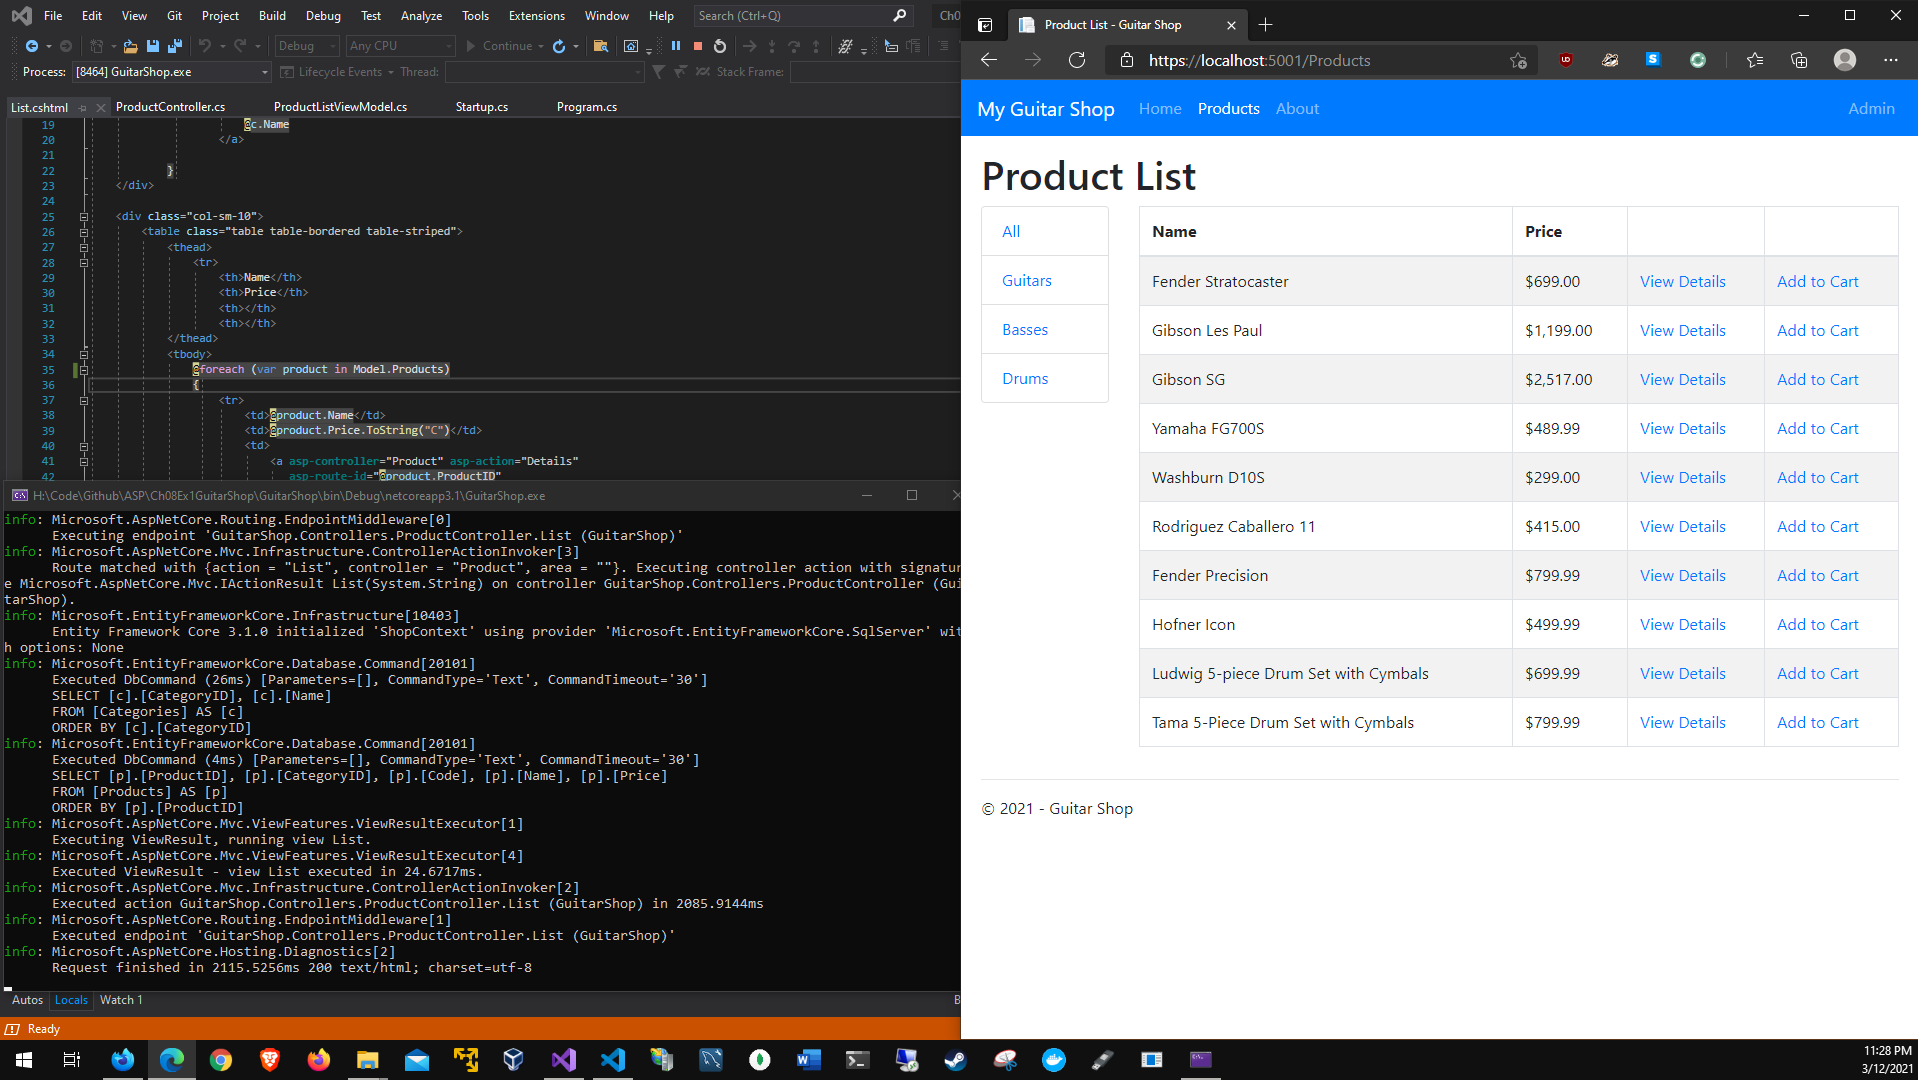 File Edit View Git Project Build Debug Test Analyze Tools Extensions Window Help Search (Ctrl+Q) Ch0
Debug Any CPU Continue
Process: [8464] GuitarShop.exe Lifecycle Events Thread: Stack Frame:
List.cshtml ProductController.cs ProductListViewModel.cs Startup.cs Program.cs
19 @c.Name
20 </a>
21
22 }
23 </div>
24
25 <div class="col-sm-10">
26 <table class="table table-bordered table-striped">
27 <thead>
28 <tr>
29 <th>Name</th>
30 <th>Price</th>
31 <th></th>
32 <th></th>
33 </thead>
34 <tbody>
35 @foreach (var product in Model.Products)
36 {
37 <tr>
38 <td>@product.Name</td>
39 <td>@product.Price.ToString("C")</td>
40 <td>
41 <a asp-controller="Product" asp-action="Details"
42 asp-route-id="@product.ProductID"
H:\Code\Github\ASP\Ch08Ex1GuitarShop\GuitarShop\bin\Debug\netcoreapp3.1\GuitarShop.exe
info: Microsoft.AspNetCore.Routing.EndpointMiddleware[0]
Executing endpoint 'GuitarShop.Controllers.ProductController.List (GuitarShop)'
info: Microsoft.AspNetCore.Mvc.Infrastructure.ControllerActionInvoker[3]
Route matched with {action = "List", controller = "Product", area = ""}. Executing controller action with signatur
e Microsoft.AspNetCore.Mvc.IActionResult List(System.String) on controller GuitarShop.Controllers.ProductController (Gui
tarShop).
info: Microsoft.EntityFrameworkCore.Infrastructure[10403]
Entity Framework Core 3.1.0 initialized 'ShopContext' using provider 'Microsoft.EntityFrameworkCore.SqlServer' wit
h options: None
info: Microsoft.EntityFrameworkCore.Database.Command[20101]
Executed DbCommand (26ms) [Parameters=[], CommandType='Text', CommandTimeout='30']
SELECT [c].[CategoryID], [c].[Name]
FROM [Categories] AS [c]
ORDER BY [c].[CategoryID]
info: Microsoft.EntityFrameworkCore.Database.Command[20101]
Executed DbCommand (4ms) [Parameters=[], CommandType='Text', CommandTimeout='30']
SELECT [p].[ProductID], [p].[CategoryID], [p].[Code], [p].[Name], [p].[Price]
FROM [Products] AS [p]
ORDER BY [p].[ProductID]
info: Microsoft.AspNetCore.Mvc.ViewFeatures.ViewResultExecutor[1]
Executing ViewResult, running view List.
info: Microsoft.AspNetCore.Mvc.ViewFeatures.ViewResultExecutor[4]
Executed ViewResult - view List executed in 24.6717ms.
info: Microsoft.AspNetCore.Mvc.Infrastructure.ControllerActionInvoker[2]
Executed action GuitarShop.Controllers.ProductController.List (GuitarShop) in 2085.9144ms
info: Microsoft.AspNetCore.Routing.EndpointMiddleware[1]
Executed endpoint 'GuitarShop.Controllers.ProductController.List (GuitarShop)'
info: Microsoft.AspNetCore.Hosting.Diagnostics[2]
Request finished in 2115.5256ms 200 text/html; charset=utf-8
Autos Locals Watch 1 B
Ready
Product List - Guitar Shop
https://localhost:5001/Products
My Guitar Shop Home Products About Admin
Product List
All
Guitars
Basses
Drums
Name Price
Fender Stratocaster $699.00 View Details Add to Cart
Gibson Les Paul $1,199.00 View Details Add to Cart
Gibson SG $2,517.00 View Details Add to Cart
Yamaha FG700S $489.99 View Details Add to Cart
Washburn D10S $299.00 View Details Add to Cart
Rodriguez Caballero 11 $415.00 View Details Add to Cart
Fender Precision $799.99 View Details Add to Cart
Hofner Icon $499.99 View Details Add to Cart
Ludwig 5-piece Drum Set with Cymbals $699.99 View Details Add to Cart
Tama 5-Piece Drum Set with Cymbals $799.99 View Details Add to Cart
© 2021 - Guitar Shop
11:28 PM
3/12/2021